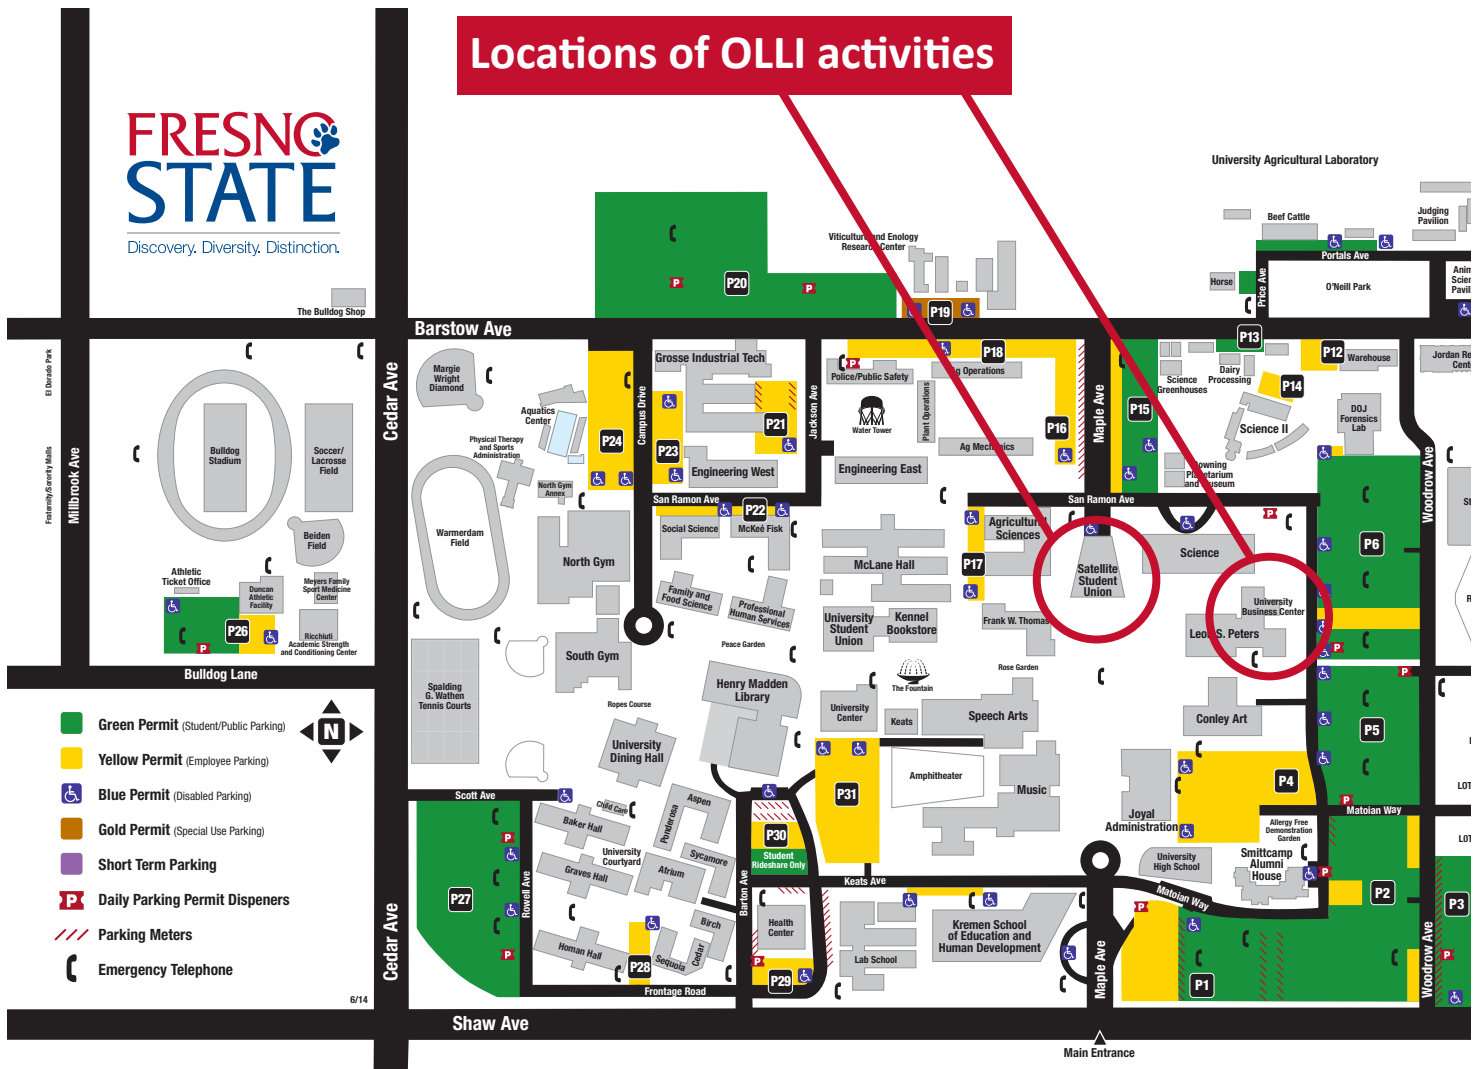 Locations of OLLI activities
FRESNO
STATE
Discovery. Diversity. Distinction.
University Agricultural Laboratory
Beef Cattle
Judging
Pavilion
Portals Ave
Horse
Price Ave
O'Neill Park
Viticulture and Enology
Research Center
P20
P
P
P19
The Bulldog Shop
Barstow Ave
El Dorado Park
Fraternity/Sorority Malls
Millbrook Ave
Cedar Ave
Margie
Wright
Diamond
Bulldog
Stadium
Soccer/
Lacrosse
Field
Beiden
Field
Athletic
Ticket Office
Duncan
Athletic
Facility
Meyers Family
Sport Medicine
Center
Ricchiuti
Academic Strength
and Conditioning Center
P26
P
Bulldog Lane
Aquatics
Center
Physical Therapy
and Sports
Administration
North Gym
Annex
Warmerdam
Field
North Gym
South Gym
Spalding
G. Wathen
Tennis Courts
P24
Campus Drive
Grosse Industrial Tech
P23
P21
Engineering West
Jackson Ave
San Ramon Ave
P22
Social Science
McKee Fisk
Family and
Food Science
Professional
Human Services
Peace Garden
Henry Madden
Library
Ropes Course
University
Dining Hall
P
Police/Public Safety
P18
Ag Operations
Plant Operations
Water Tower
Ag Mechanics
Engineering East
P16
Maple Ave
P15
P13
P12
Warehouse
Science
Greenhouses
Dairy
Processing
P14
Science II
DOJ
Forensics
Lab
Downing
Planetarium
and Museum
San Ramon Ave
Woodrow Ave
P
Agricultural
Sciences
P17
McLane Hall
Satellite
Student
Union
Science
P6
University
Student
Union
Kennel
Bookstore
Frank W. Thomas
University
Business Center
Leon S. Peters
P
P
Rose Garden
The Fountain
University
Center
Keats
Speech Arts
Conley Art
P5
P4
P
Matoian Way
Amphitheater
Music
Joyal
Administration
P31
Allergy Free
Demonstration
Garden
University
High School
Smittcamp
Alumni
House
P
P2
P3
P
Matoian Way
P
P1
Woodrow Ave
Maple Ave
Keats Ave
Kremen School
of Education and
Human Development
Lab School
Health
Center
P30
Student
Rideshare Only
Barton Ave
P
P29
Scott Ave
Child Care
Baker Hall
Ponderosa
Aspen
University
Courtyard
Sycamore
Graves Hall
Atrium
Birch
Cedar
Sequoia
Homan Hall
P28
P27
P
P
Rowell Ave
Frontage Road
Cedar Ave
Shaw Ave
Main Entrance
N
Green Permit (Student/Public Parking)
Yellow Permit (Employee Parking)
Blue Permit (Disabled Parking)
Gold Permit (Special Use Parking)
Short Term Parking
P Daily Parking Permit Dispeners
Parking Meters
Emergency Telephone
6/14